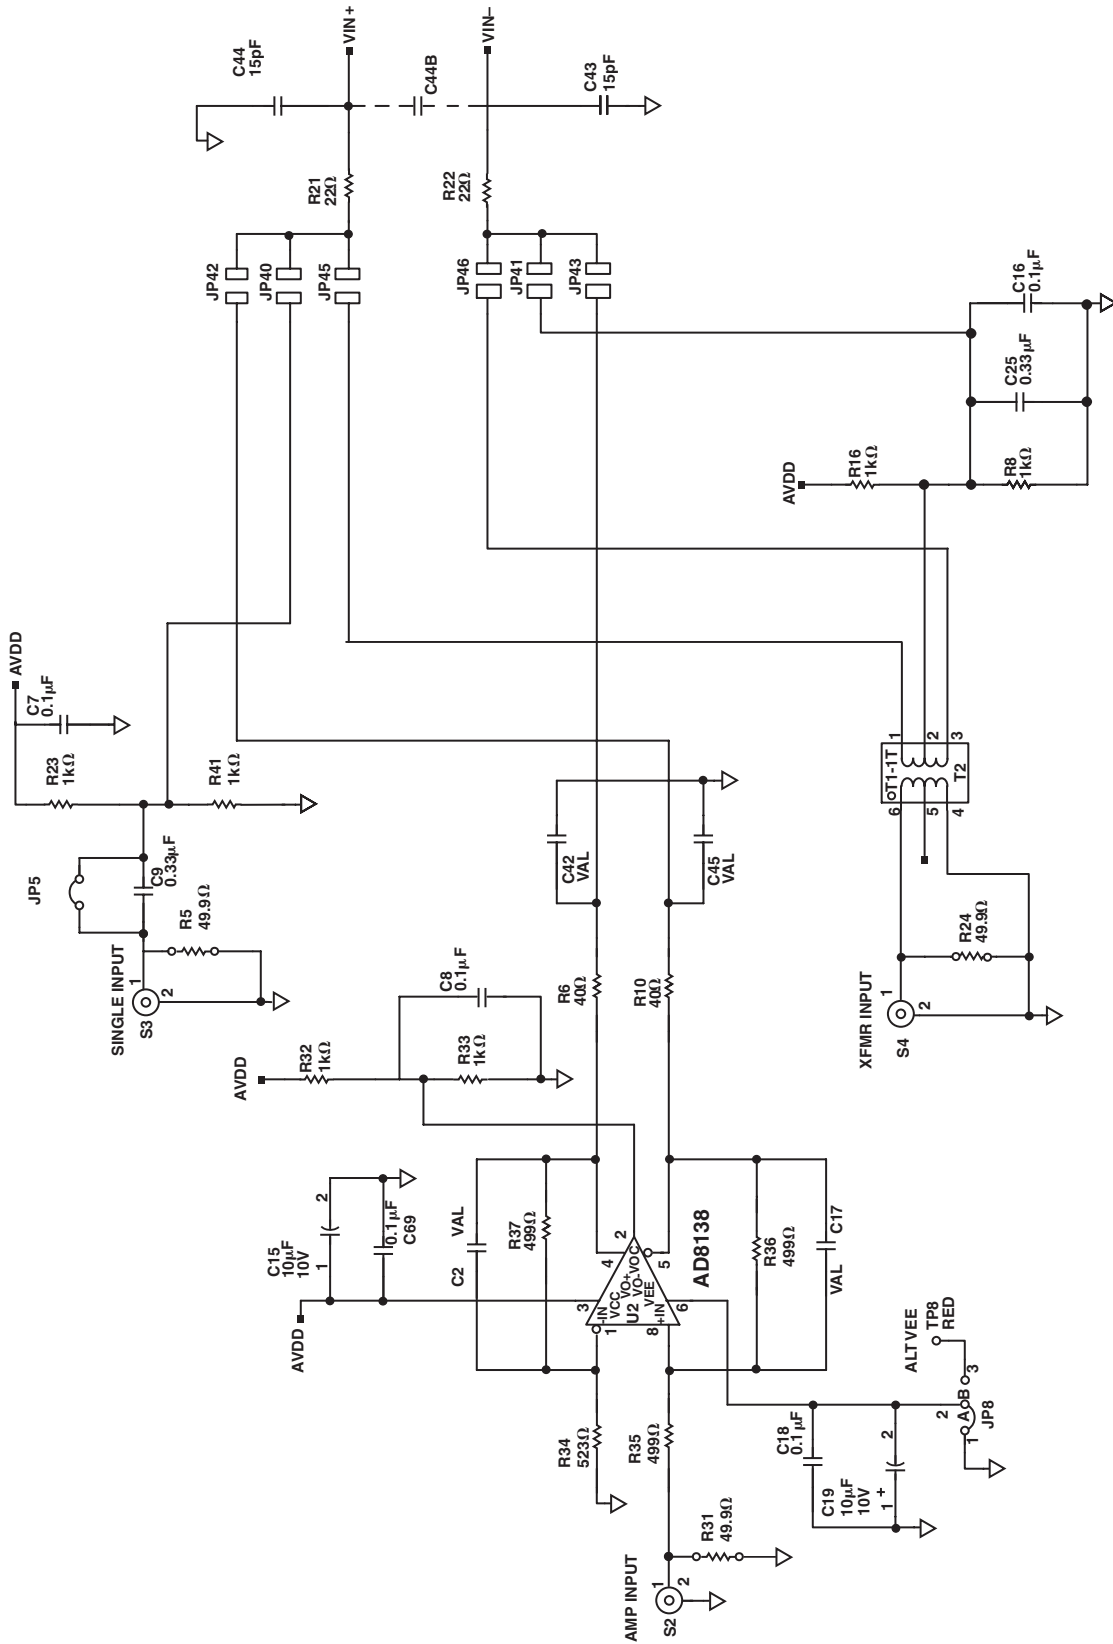 AMP INPUT
S2
1
2
R31
49.9Ω
R34
523Ω
R35
499Ω
AVDD
C15
10µF
10V
1
2
0.1µF
C69
C2
VAL
R37
499Ω
-IN
VCC
VO+
VO-
VOC
VEE
+IN
U2
1
8
3
4
2
5
6
AD8138
R36
499Ω
VAL
C17
C18
0.1µF
C19
10µF
10V
1
+
2
ALT VEE
TP8
RED
2
A
B
1
3
JP8
AVDD
R32
1kΩ
R33
1kΩ
C8
0.1µF
R6
40Ω
R10
40Ω
C42
VAL
C45
VAL
SINGLE INPUT
S3
1
2
R5
49.9Ω
JP5
C9
0.33µF
R23
1kΩ
R41
1kΩ
C7
0.1µF
AVDD
XFMR INPUT
S4
1
2
R24
49.9Ω
T1-1T
T2
6
5
4
1
2
3
AVDD
R16
1kΩ
R8
1kΩ
C25
0.33µF
C16
0.1µF
JP42
JP40
JP45
JP46
JP41
JP43
R21
22Ω
R22
22Ω
C44
15pF
C44B
C43
15pF
VIN+
VIN–